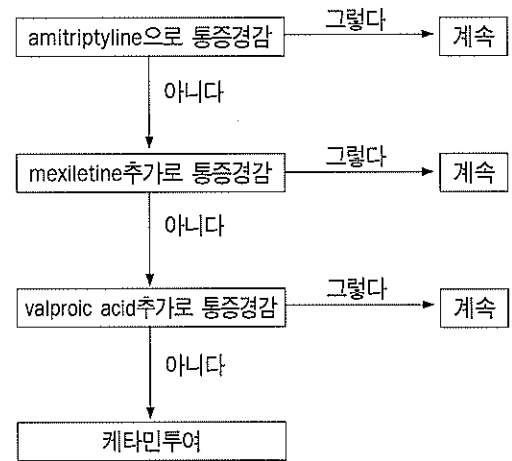 그렇다
amitriptyline으로 통증경감
계속
아니다
그렇다
mexiletine추가로 통증경감
계속
아니다
그렇다
valproic acid추가로 통증경감
계속
아니다
케타민투여